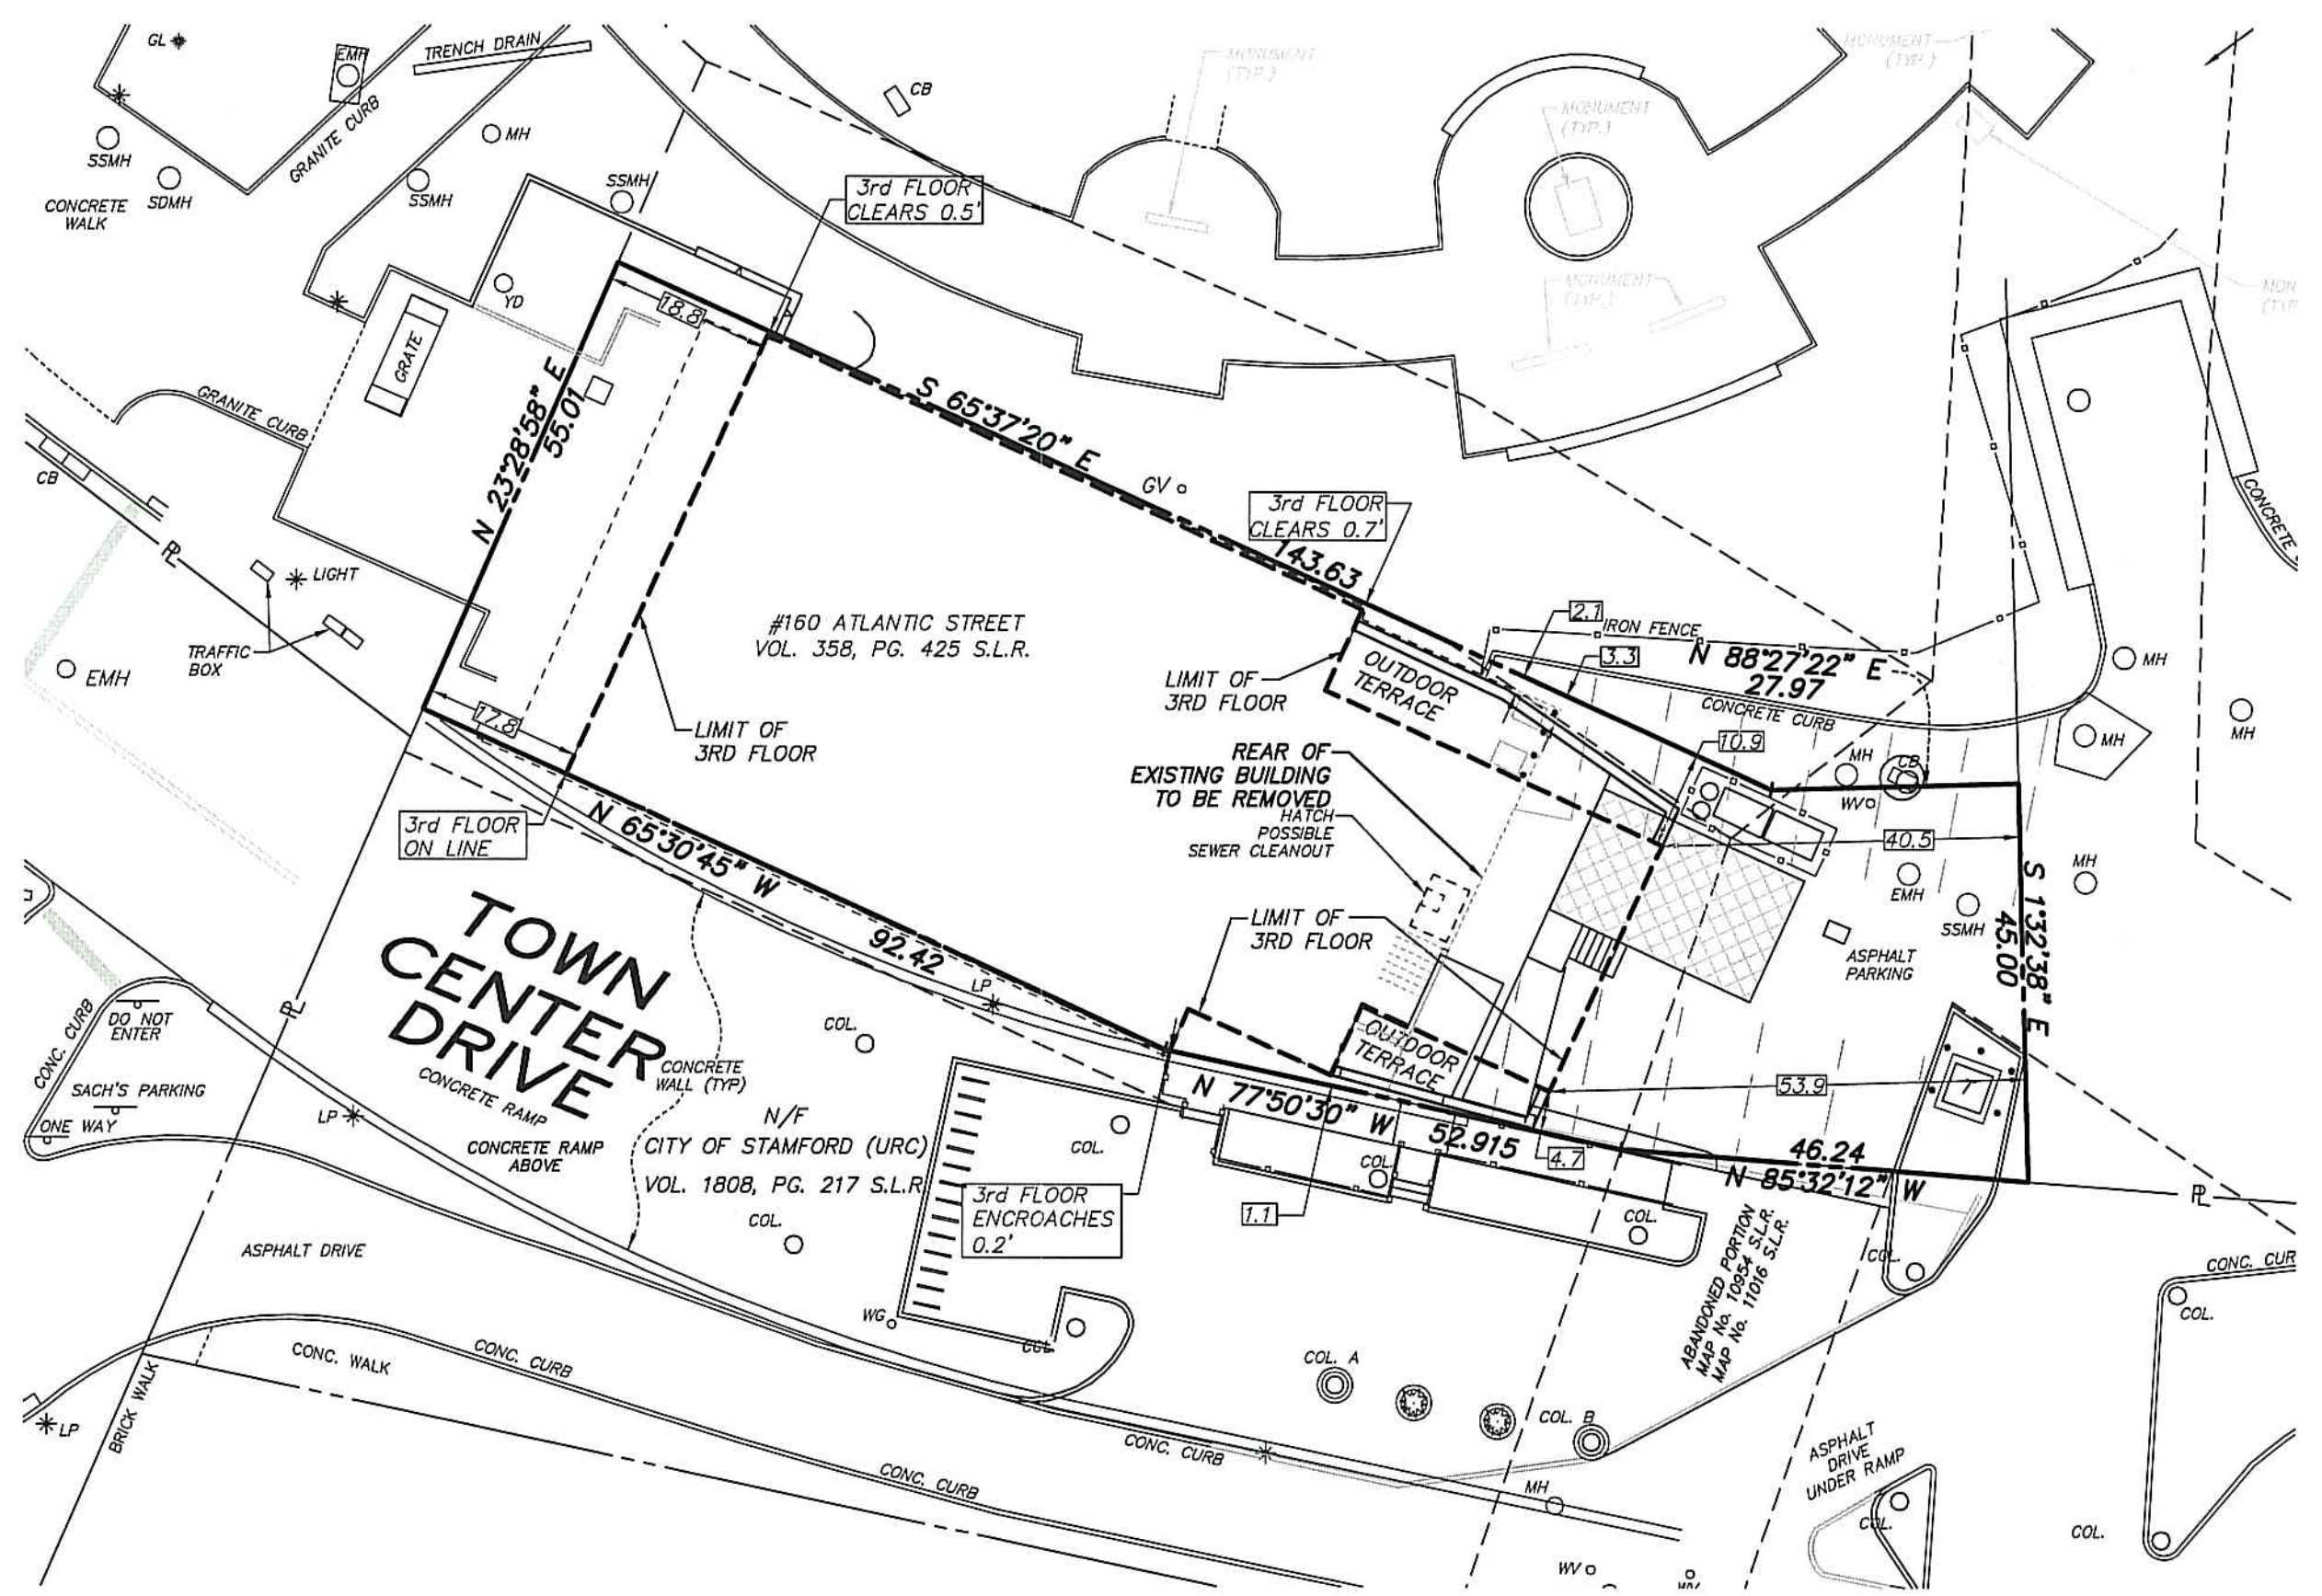 GL
EMH
TRENCH DRAIN
MONUMENT
(TYP.)
MONUMENT
(TYP.)
CB
MONUMENT
(TYP.)
SSMH
GRANITE CURB
MH
SDMH
CONCRETE
WALK
SSMH
SSMH
3rd FLOOR
CLEARS 0.5'
YD
18.8
MONUMENT
(TYP.)
MON
(TYP
GRATE
N 23°28'58" E
55.01
GRANITE CURB
S 65°37'20" E
143.63
GV
CB
3rd FLOOR
CLEARS 0.7'
CONCRETE
PL
LIGHT
TRAFFIC
BOX
EMH
#160 ATLANTIC STREET
VOL. 358, PG. 425 S.L.R.
2.1
IRON FENCE
3.3
N 88°27'22" E
27.97
CONCRETE CURB
MH
MH
MH
LIMIT OF
3RD FLOOR
OUTDOOR
TERRACE
17.8
LIMIT OF
3RD FLOOR
REAR OF
EXISTING BUILDING
TO BE REMOVED
HATCH
POSSIBLE
SEWER CLEANOUT
10.9
MH
CB
WV
40.5
3rd FLOOR
ON LINE
N 65°30'45" W
92.42
EMH
MH
S 1°32'38" E
45.00
SSMH
LIMIT OF
3RD FLOOR
ASPHALT
PARKING
TOWN
CENTER
DRIVE
LP
PL
COL.
CONC. CURB
DO NOT
ENTER
CONCRETE
WALL (TYP)
OUTDOOR
TERRACE
CONCRETE RAMP
SACH'S PARKING
ONE WAY
LP
N 77°50'30" W
52.915
53.9
CONCRETE RAMP
ABOVE
N/F
CITY OF STAMFORD (URC)
VOL. 1808, PG. 217 S.L.R.
COL.
COL.
4.7
46.24
N 85°32'12" W
PL
3rd FLOOR
ENCROACHES
0.2'
1.1
COL.
COL.
ABANDONED PORTION
MAP No. 10954 S.L.R.
MAP No. 11016 S.L.R.
COL.
CONC. CUR
COL.
ASPHALT DRIVE
WG
COL.
CONC. WALK
CONC. CURB
BRICK WALK
LP
COL. A
COL. B
CONC. CURB
CONC. CURB
ASPHALT
DRIVE
UNDER RAMP
MH
COL.
COL.
WV
WV